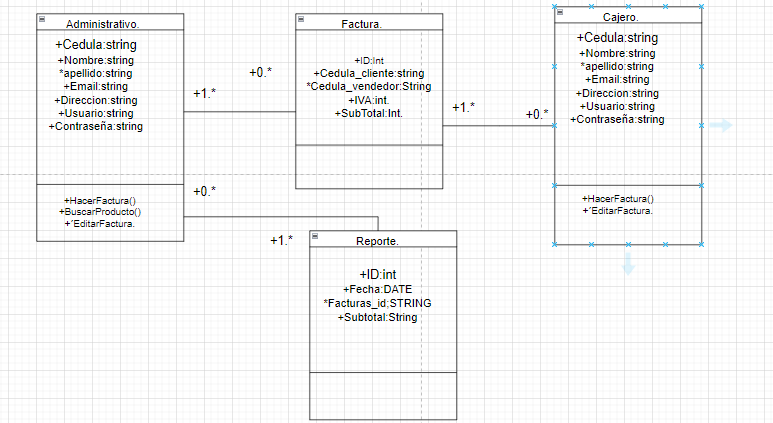 Administrativo.
+Cedula:string
+Nombre:string
*apellido:string
+Email:string
+Direccion:string
+Usuario:string
+Contraseña:string
+HacerFactura()
+BuscarProducto()
+´EditarFactura.
+1.*
+0.*
Factura.
+ID:Int
+Cedula_cliente:string
*Cedula_vendedor:String
+IVA:int.
+SubTotal:Int.
+1.*
+0.*
Cajero.
+Cedula:string
+Nombre:string
*apellido:string
+Email:string
+Direccion:string
+Usuario:string
+Contraseña:string
+HacerFactura()
+´EditarFactura.
+0.*
+1.*
Reporte.
+ID:int
+Fecha:DATE
*Facturas_id;STRING
+Subtotal:String